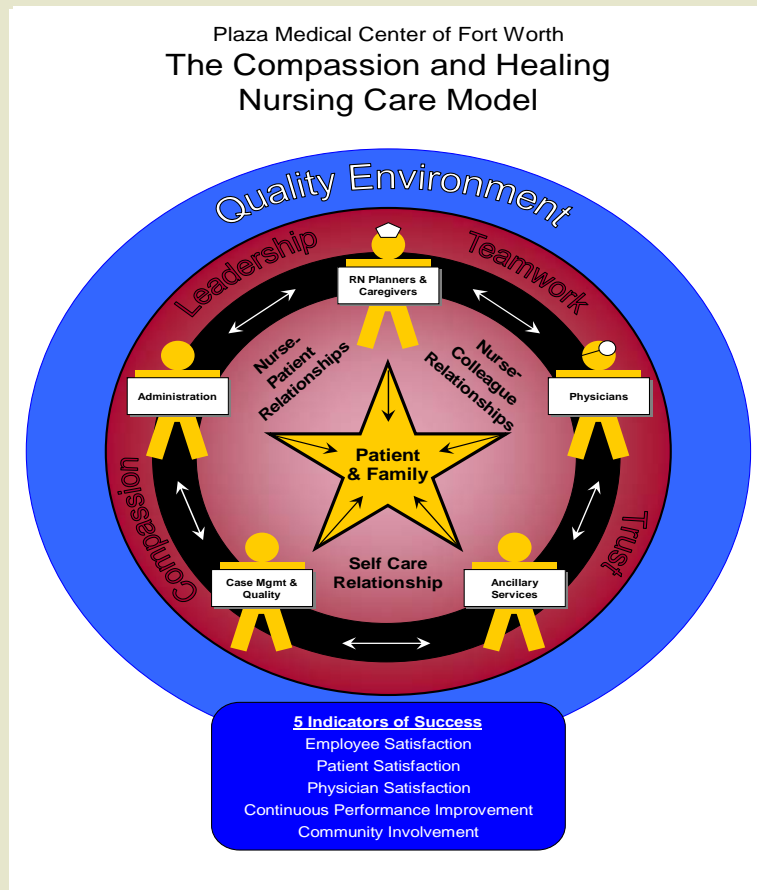 Plaza Medical Center of Fort Worth
The Compassion and Healing
Nursing Care Model
Quality Environment
Leadership
Teamwork
RN Planners &
Caregivers
Nurse-
Patient
Relationships
Nurse-
Colleague
Relationships
Administration
Physicians
Patient
& Family
Compassion
Trust
Self Care
Relationship
Case Mgmt &
Quality
Ancillary
Services
5 Indicators of Success
Employee Satisfaction
Patient Satisfaction
Physician Satisfaction
Continuous Performance Improvement
Community Involvement